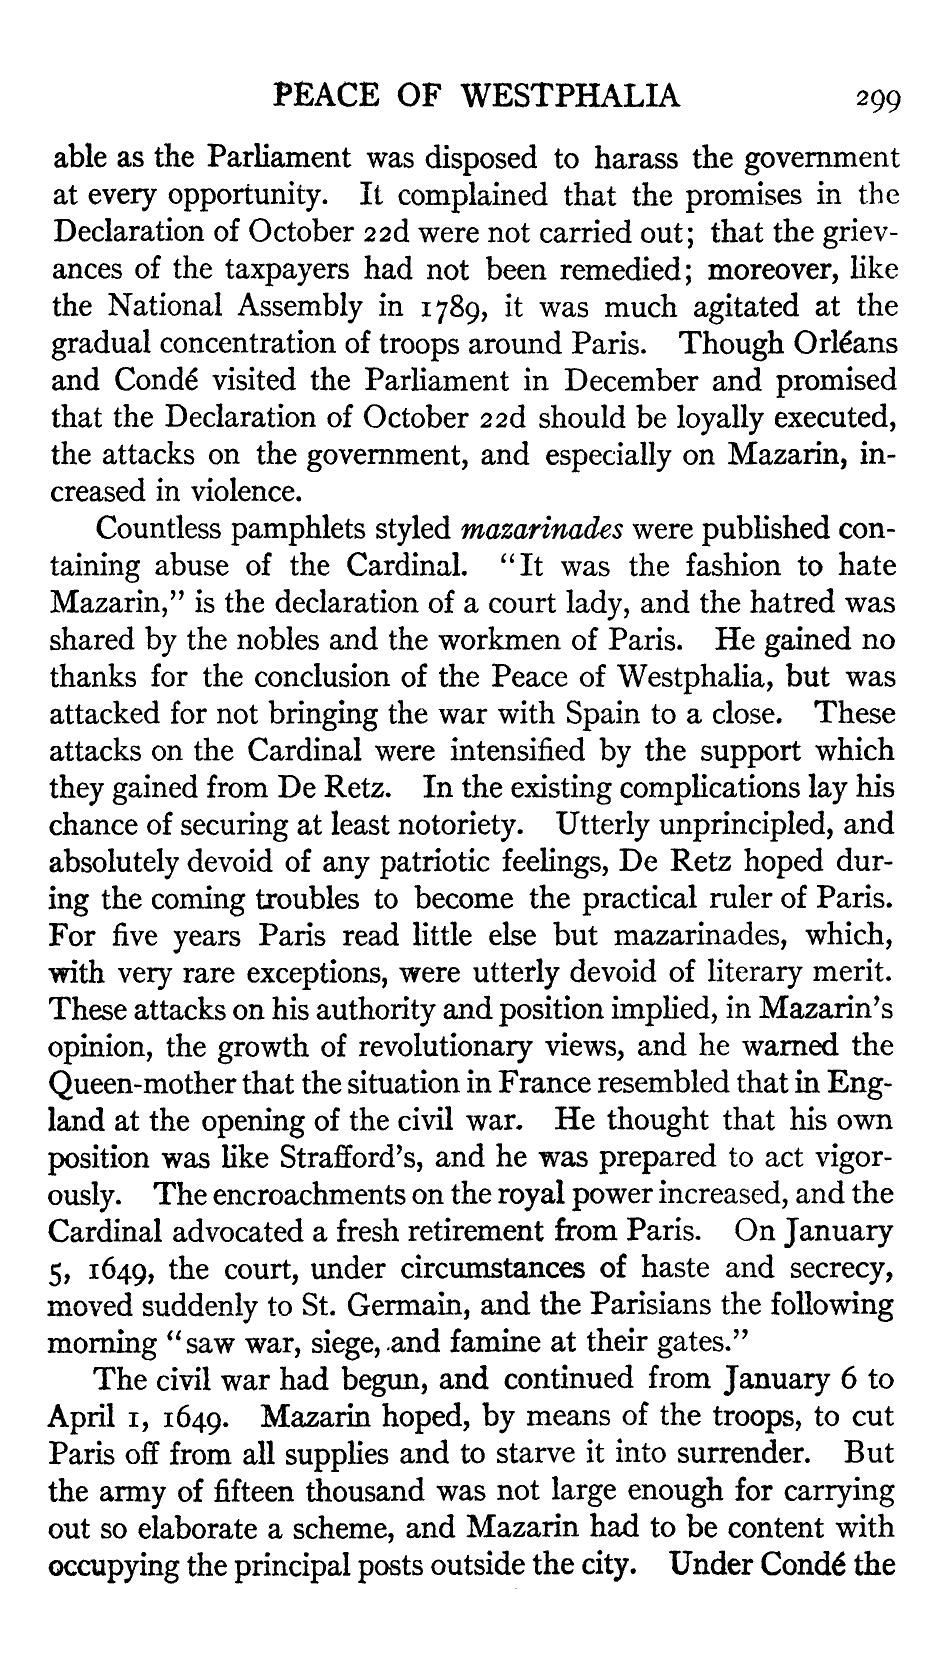 PEACE OF WESTPHALIA 299
able as the Parliament was disposed to harass the government
at every opportunity. It complained that the promises in the
Declaration of October 22d were not carried out; that the griev-
ances of the taxpayers had not been remedied; moreover, like
the National Assembly in 1789, it was much agitated at the
gradual concentration of troops around Paris. Though Orléans
and Condé visited the Parliament in December and promised
that the Declaration of October 22d should be loyally executed,
the attacks on the government, and especially on Mazarin, in-
creased in violence.
Countless pamphlets styled mazarinades were published con-
taining abuse of the Cardinal. "It was the fashion to hate
Mazarin," is the declaration of a court lady, and the hatred was
shared by the nobles and the workmen of Paris. He gained no
thanks for the conclusion of the Peace of Westphalia, but was
attacked for not bringing the war with Spain to a close. These
attacks on the Cardinal were intensified by the support which
they gained from De Retz. In the existing complications lay his
chance of securing at least notoriety. Utterly unprincipled, and
absolutely devoid of any patriotic feelings, De Retz hoped dur-
ing the coming troubles to become the practical ruler of Paris.
For five years Paris read little else but mazarinades, which,
with very rare exceptions, were utterly devoid of literary merit.
These attacks on his authority and position implied, in Mazarin's
opinion, the growth of revolutionary views, and he warned the
Queen-mother that the situation in France resembled that in Eng-
land at the opening of the civil war. He thought that his own
position was like Strafford's, and he was prepared to act vigor-
ously. The encroachments on the royal power increased, and the
Cardinal advocated a fresh retirement from Paris. On January
5, 1649, the court, under circumstances of haste and secrecy,
moved suddenly to St. Germain, and the Parisians the following
morning "saw war, siege, and famine at their gates."
The civil war had begun, and continued from January 6 to
April 1, 1649. Mazarin hoped, by means of the troops, to cut
Paris off from all supplies and to starve it into surrender. But
the army of fifteen thousand was not large enough for carrying
out so elaborate a scheme, and Mazarin had to be content with
occupying the principal posts outside the city. Under Condé the